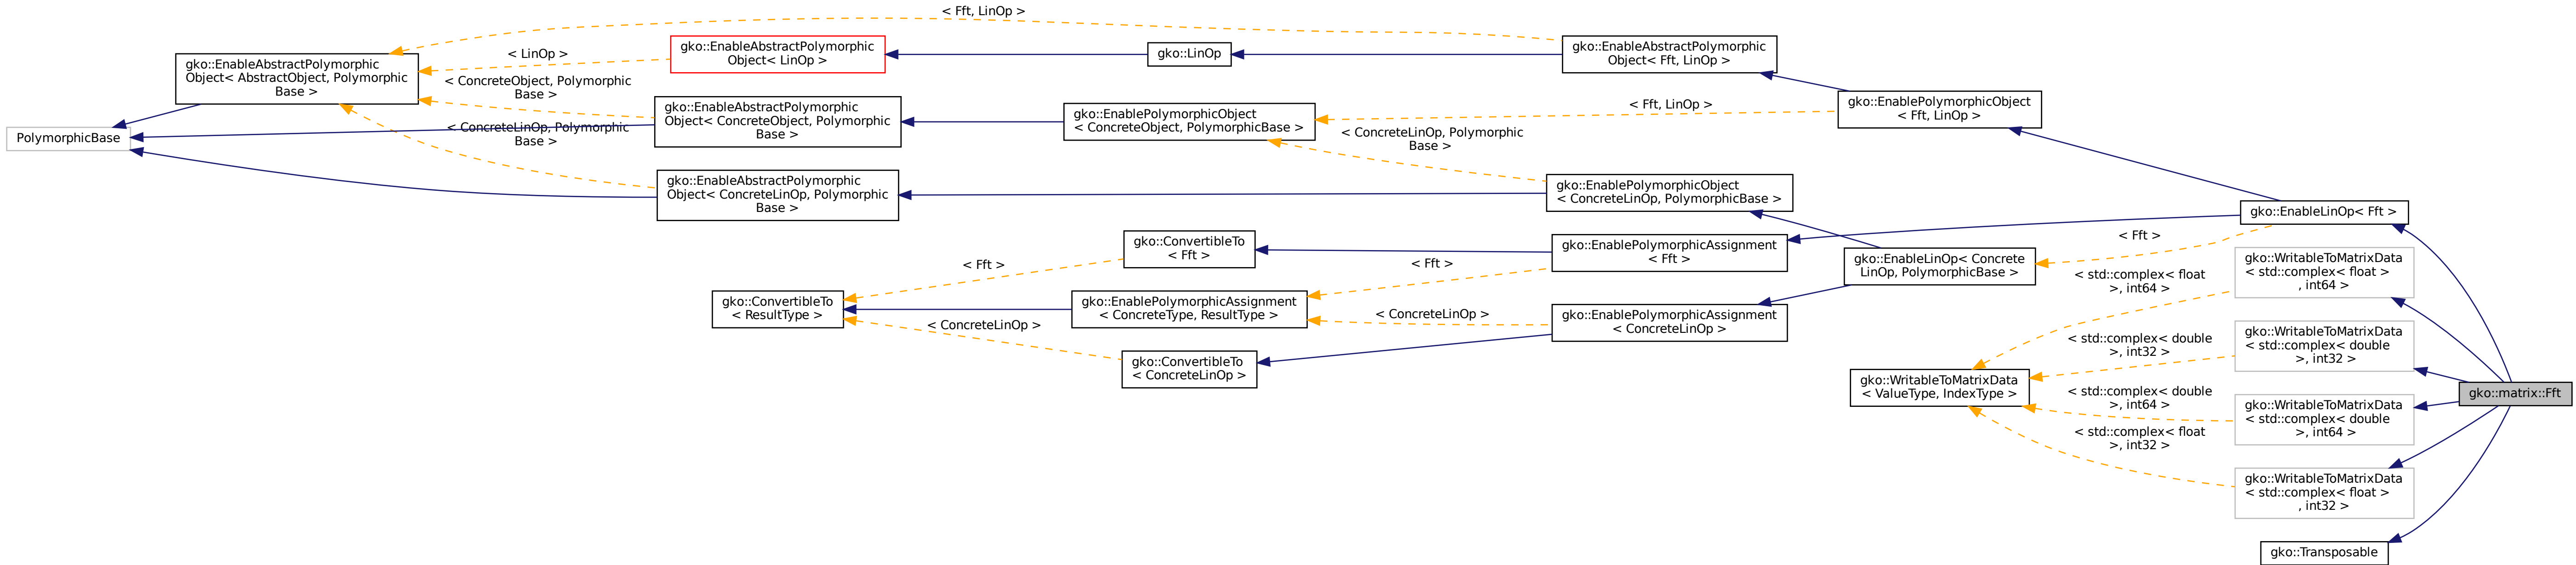 < Fft, LinOp >
gko::EnableAbstractPolymorphic
Object< AbstractObject, Polymorphic
Base >
< LinOp >
gko::EnableAbstractPolymorphic
Object< LinOp >
gko::LinOp
gko::EnableAbstractPolymorphic
Object< Fft, LinOp >
< ConcreteObject, Polymorphic
Base >
gko::EnableAbstractPolymorphic
Object< ConcreteObject, Polymorphic
Base >
gko::EnablePolymorphicObject
< ConcreteObject, PolymorphicBase >
< Fft, LinOp >
gko::EnablePolymorphicObject
< Fft, LinOp >
PolymorphicBase
< ConcreteLinOp, Polymorphic
Base >
< ConcreteLinOp, Polymorphic
Base >
gko::EnableAbstractPolymorphic
Object< ConcreteLinOp, Polymorphic
Base >
gko::EnablePolymorphicObject
< ConcreteLinOp, PolymorphicBase >
gko::EnableLinOp< Fft >
gko::ConvertibleTo
< Fft >
gko::EnablePolymorphicAssignment
< Fft >
< Fft >
gko::EnableLinOp< Concrete
LinOp, PolymorphicBase >
< Fft >
< Fft >
< std::complex< float
>, int64 >
gko::WritableToMatrixData
< std::complex< float >
, int64 >
gko::ConvertibleTo
< ResultType >
gko::EnablePolymorphicAssignment
< ConcreteType, ResultType >
< ConcreteLinOp >
gko::EnablePolymorphicAssignment
< ConcreteLinOp >
< ConcreteLinOp >
gko::ConvertibleTo
< ConcreteLinOp >
< std::complex< double
>, int32 >
gko::WritableToMatrixData
< std::complex< double
>, int32 >
gko::WritableToMatrixData
< ValueType, IndexType >
< std::complex< double
>, int64 >
gko::WritableToMatrixData
< std::complex< double
>, int64 >
gko::matrix::Fft
< std::complex< float
>, int32 >
gko::WritableToMatrixData
< std::complex< float >
, int32 >
gko::Transposable